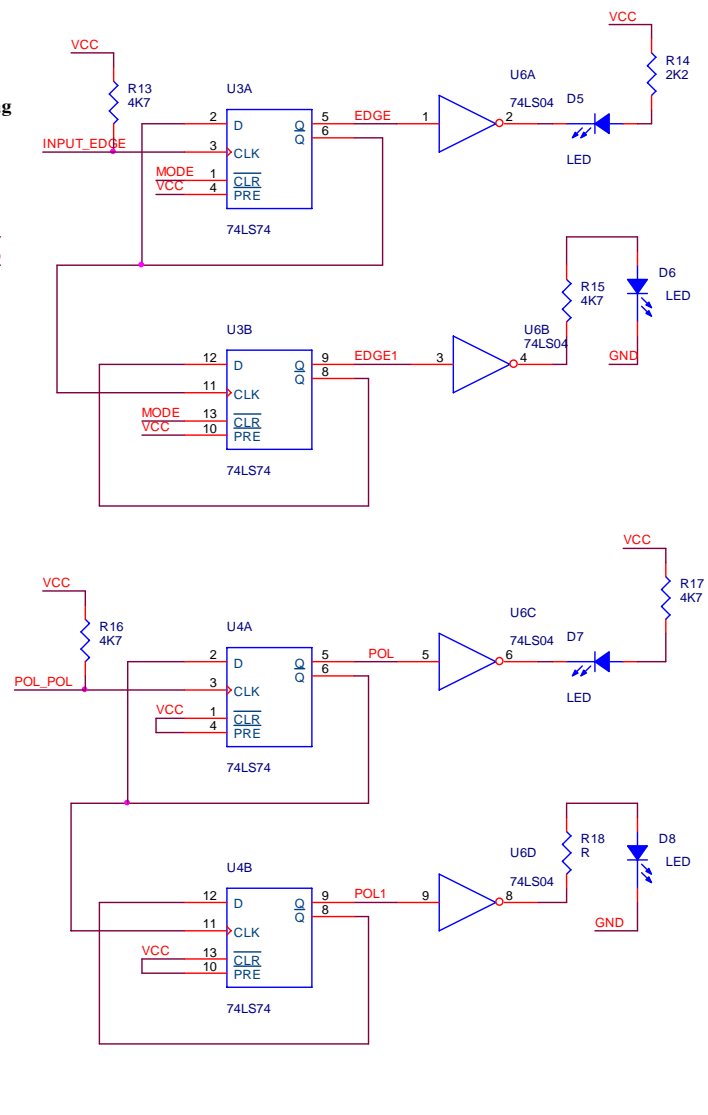 VCC
VCC
R14
2K2
U6A
R13
4K7
U3A
74LS04
D5
2
D
Q
5
EDGE
1
2
Q
6
INPUT_EDGE
3
CLK
LED
MODE
1
CLR
VCC
4
PRE
74LS74
D6
R15
4K7
LED
U3B
U6B
74LS04
12
D
Q
9
EDGE1
3
4
GND
Q
8
11
CLK
MODE
13
CLR
VCC
10
PRE
74LS74
VCC
VCC
R17
4K7
R16
4K7
U4A
U6C
74LS04
D7
2
D
Q
5
POL
5
6
Q
6
POL_POL
3
CLK
LED
VCC
1
CLR
4
PRE
74LS74
R18
R
D8
U6D
LED
U4B
74LS04
12
D
Q
9
POL1
9
8
Q
8
GND
11
CLK
VCC
13
CLR
10
PRE
74LS74